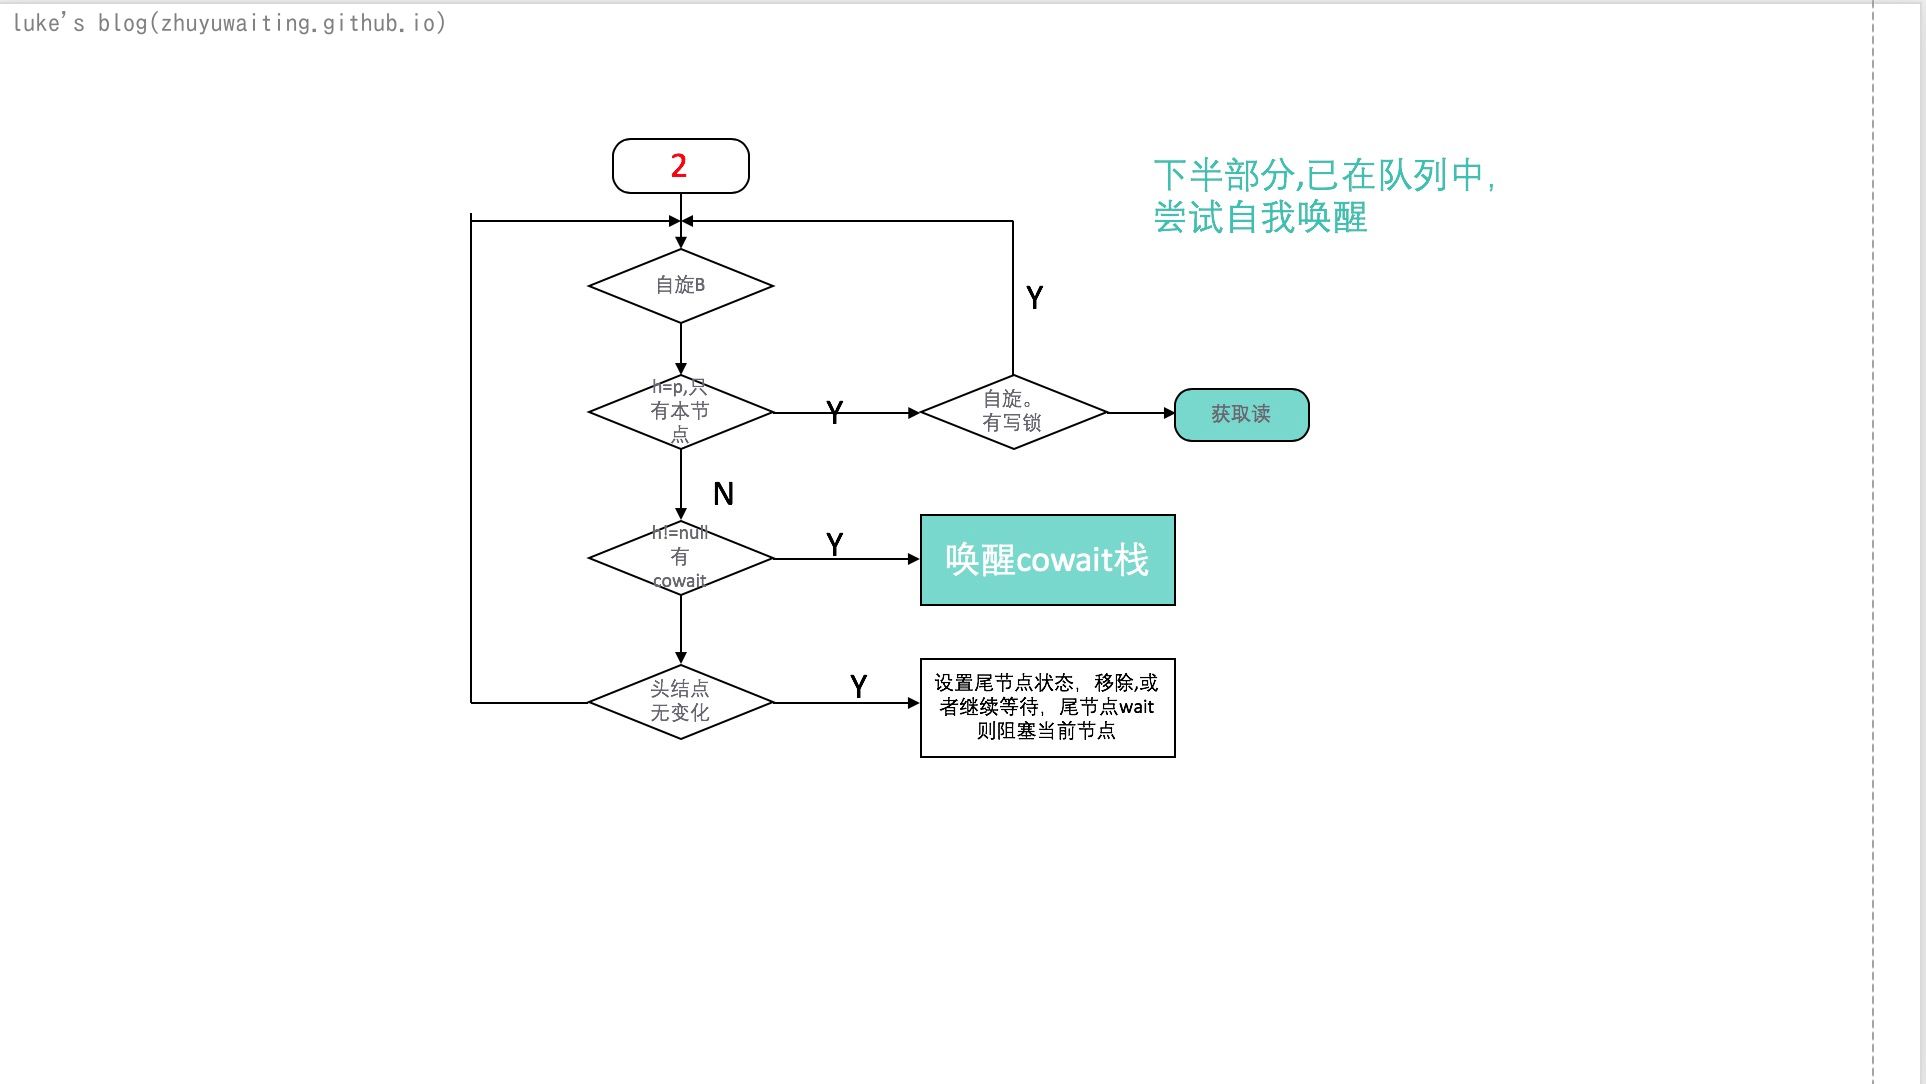 luke's blog(zhuyuwaiting.github.io)
2
下半部分,已在队列中，
尝试自我唤醒
自旋B
Y
h=p,只
有本节
点
Y
自旋。
有写锁
获取读
N
h!=null
有
cowait
Y
唤醒cowait栈
头结点
无变化
Y
设置尾节点状态，移除,或
者继续等待，尾节点wait
则阻塞当前节点